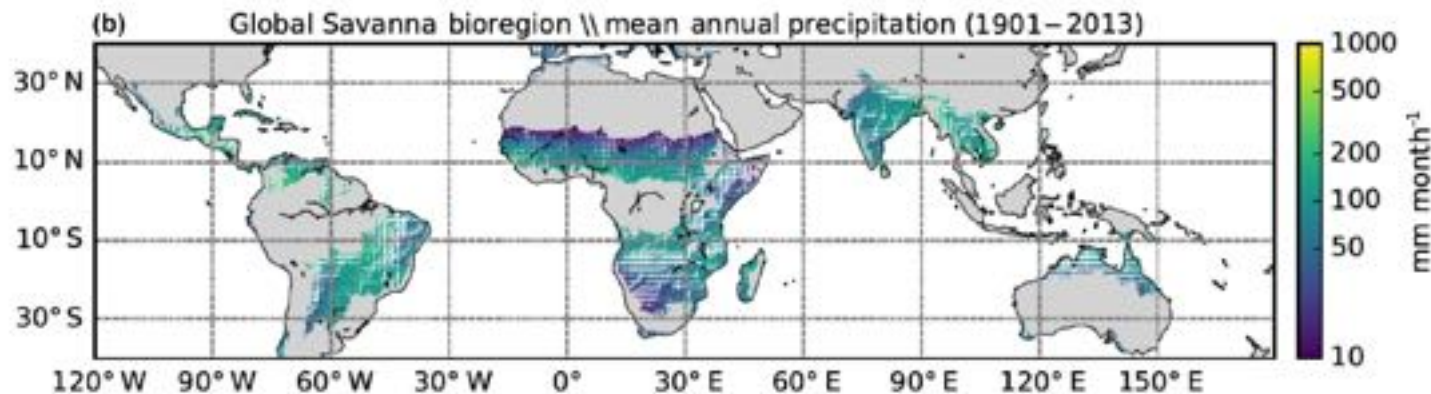 (b) Global Savanna bioregion \\ mean annual precipitation (1901−2013)
30°N
10°N
10°S
30°S
120°W 90°W 60°W 30°W 0° 30°E 60°E 90°E 120°E 150°E
1000
500
200
100
50
10
mm month⁻¹